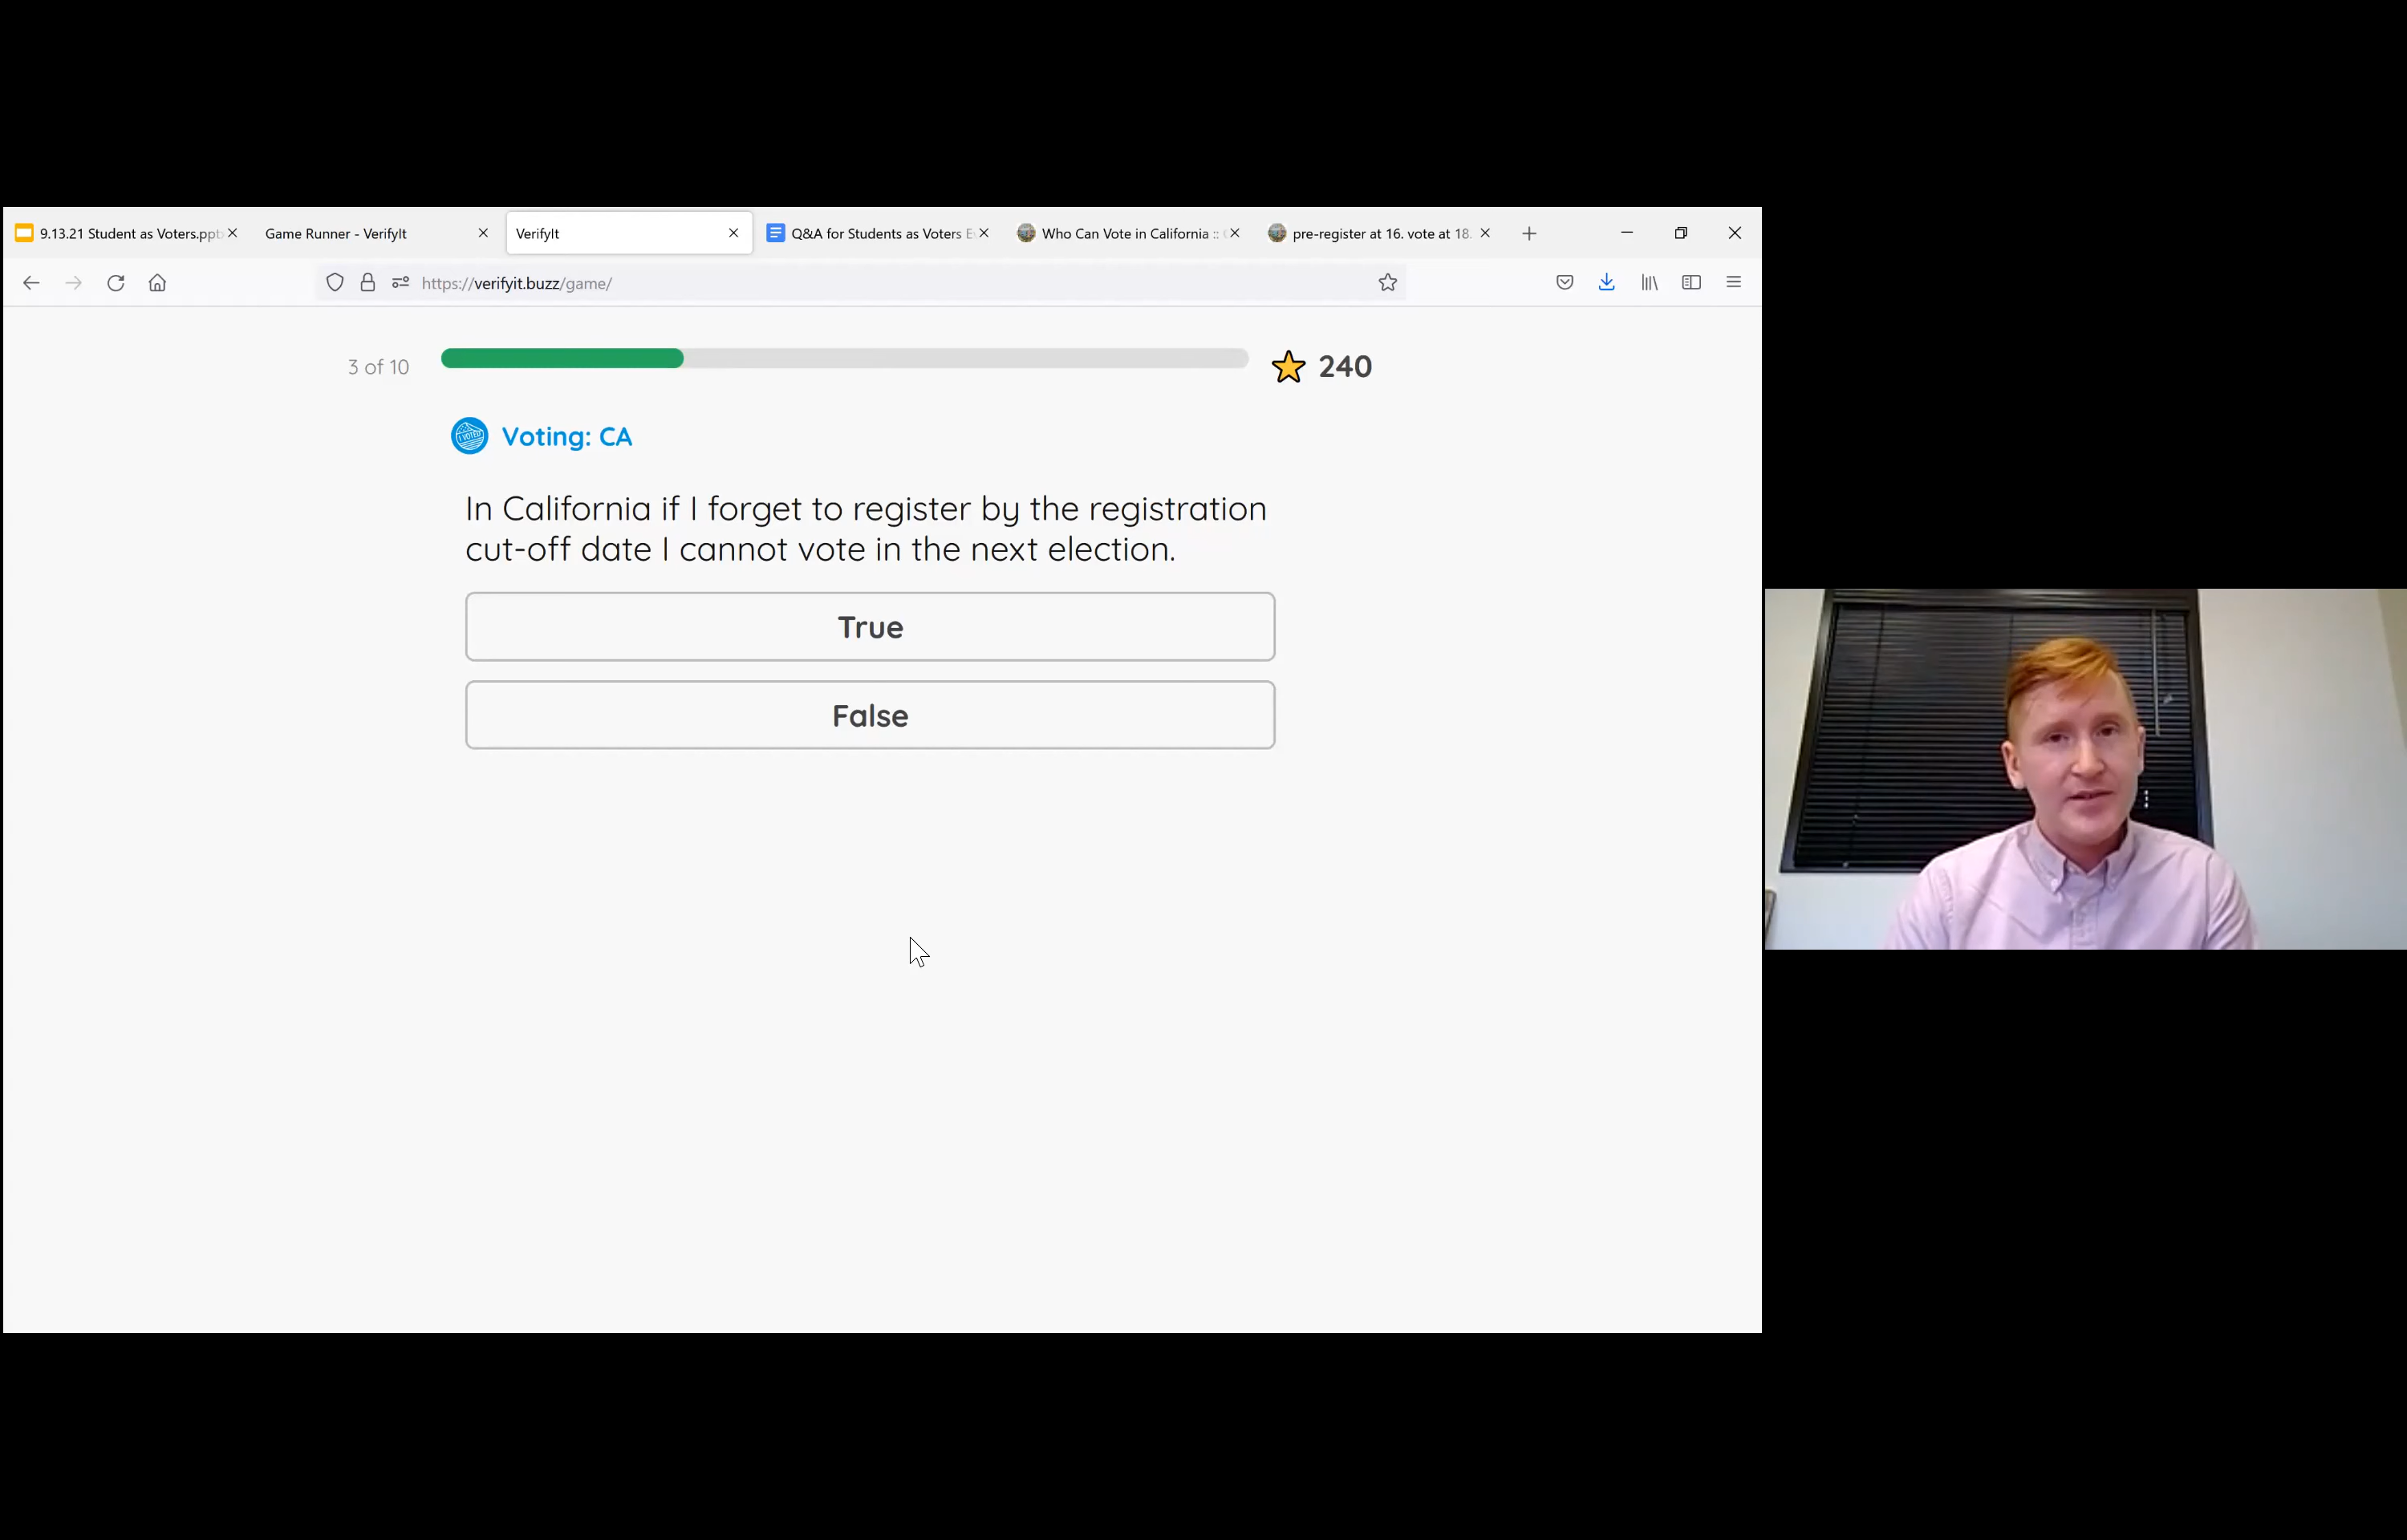 9.13.21 Student as Voters.ppt
Game Runner - VerifyIt
VerifyIt
Q&A for Students as Voters E
Who Can Vote in California ::
pre-register at 16. vote at 18.
https://verifyit.buzz/game/
3 of 10
240
I VOTED
Voting: CA
In California if I forget to register by the registration
cut-off date I cannot vote in the next election.
True
False